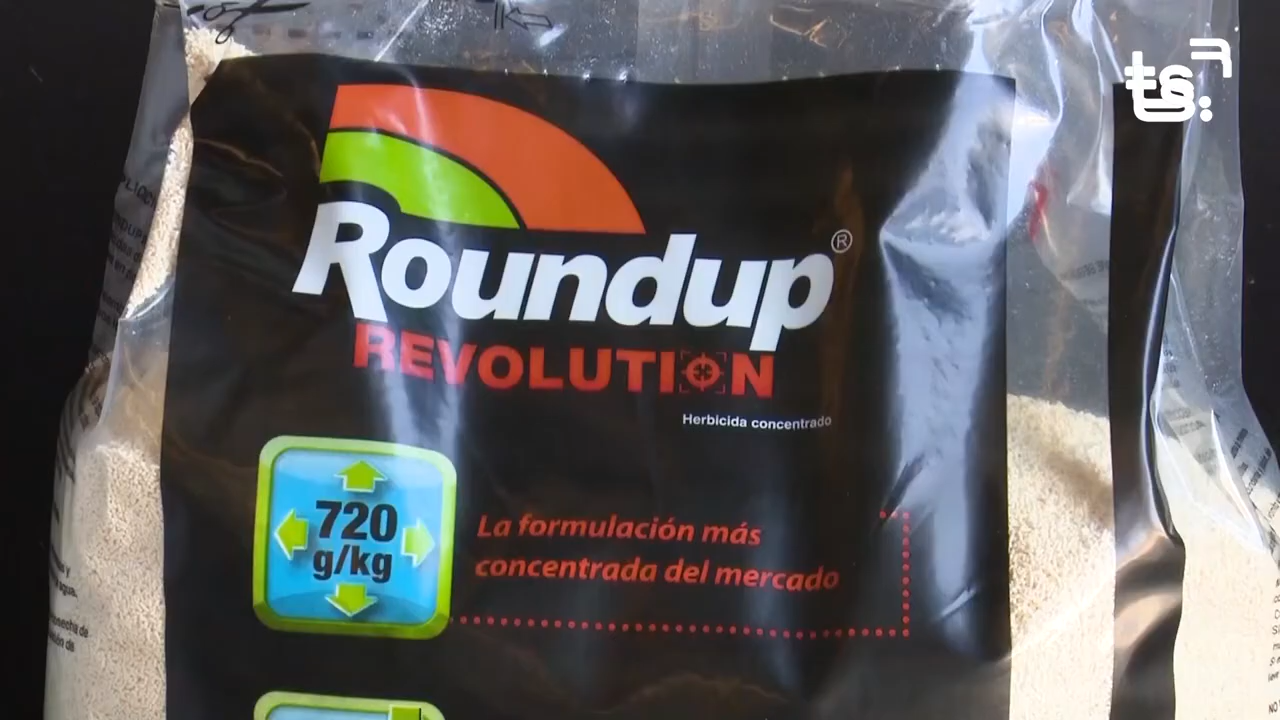 ts:
Roundup®
REVOLUTION
Herbicida concentrado
720
g/kg
La formulación más
concentrada del mercado